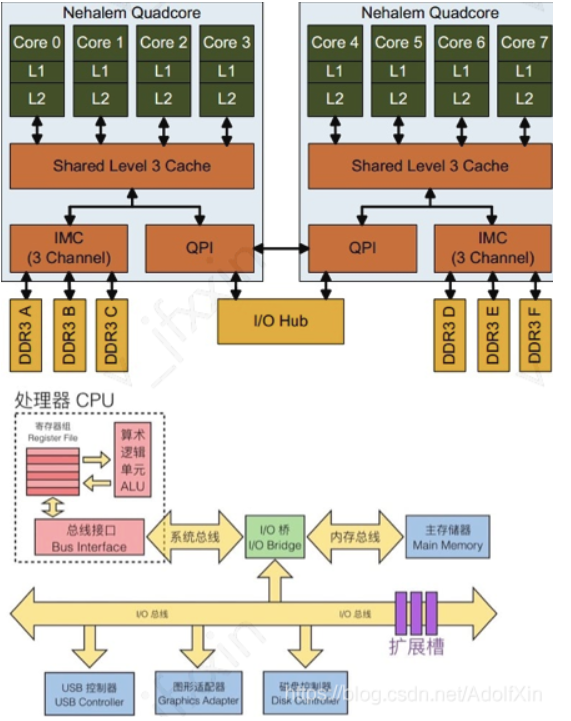 Nehalem Quadcore
Nehalem Quadcore
Core 0
Core 1
Core 2
Core 3
Core 4
Core 5
Core 6
Core 7
L1
L1
L1
L1
L1
L1
L1
L1
L2
L2
L2
L2
L2
L2
L2
L2
Shared Level 3 Cache
Shared Level 3 Cache
IMC
(3 Channel)
QPI
QPI
IMC
(3 Channel)
DDR3 A
DDR3 B
DDR3 C
I/O Hub
DDR3 D
DDR3 E
DDR3 F
处理器 CPU
寄存器组
Register File
算术
逻辑
单元
ALU
总线接口
Bus Interface
系统总线
I/O 桥
I/O Bridge
内存总线
主存储器
Main Memory
I/O 总线
I/O 总线
扩展槽
USB 控制器
USB Controller
图形适配器
Graphics Adapter
磁盘控制器
Disk Controller
https://blog.csdn.net/AdolfXin